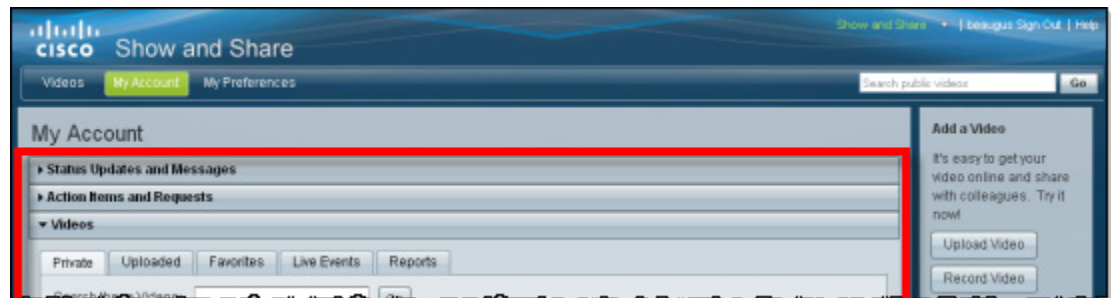 Show and Share | beaugus Sign Out | Help
CISCO Show and Share
Videos My Account My Preferences Search public videos Go
My Account
Add a Video
Status Updates and Messages
It's easy to get your
video online and share
Action Items and Requests
with colleagues. Try it
now!
Videos
Upload Video
Private Uploaded Favorites Live Events Reports
Record Video